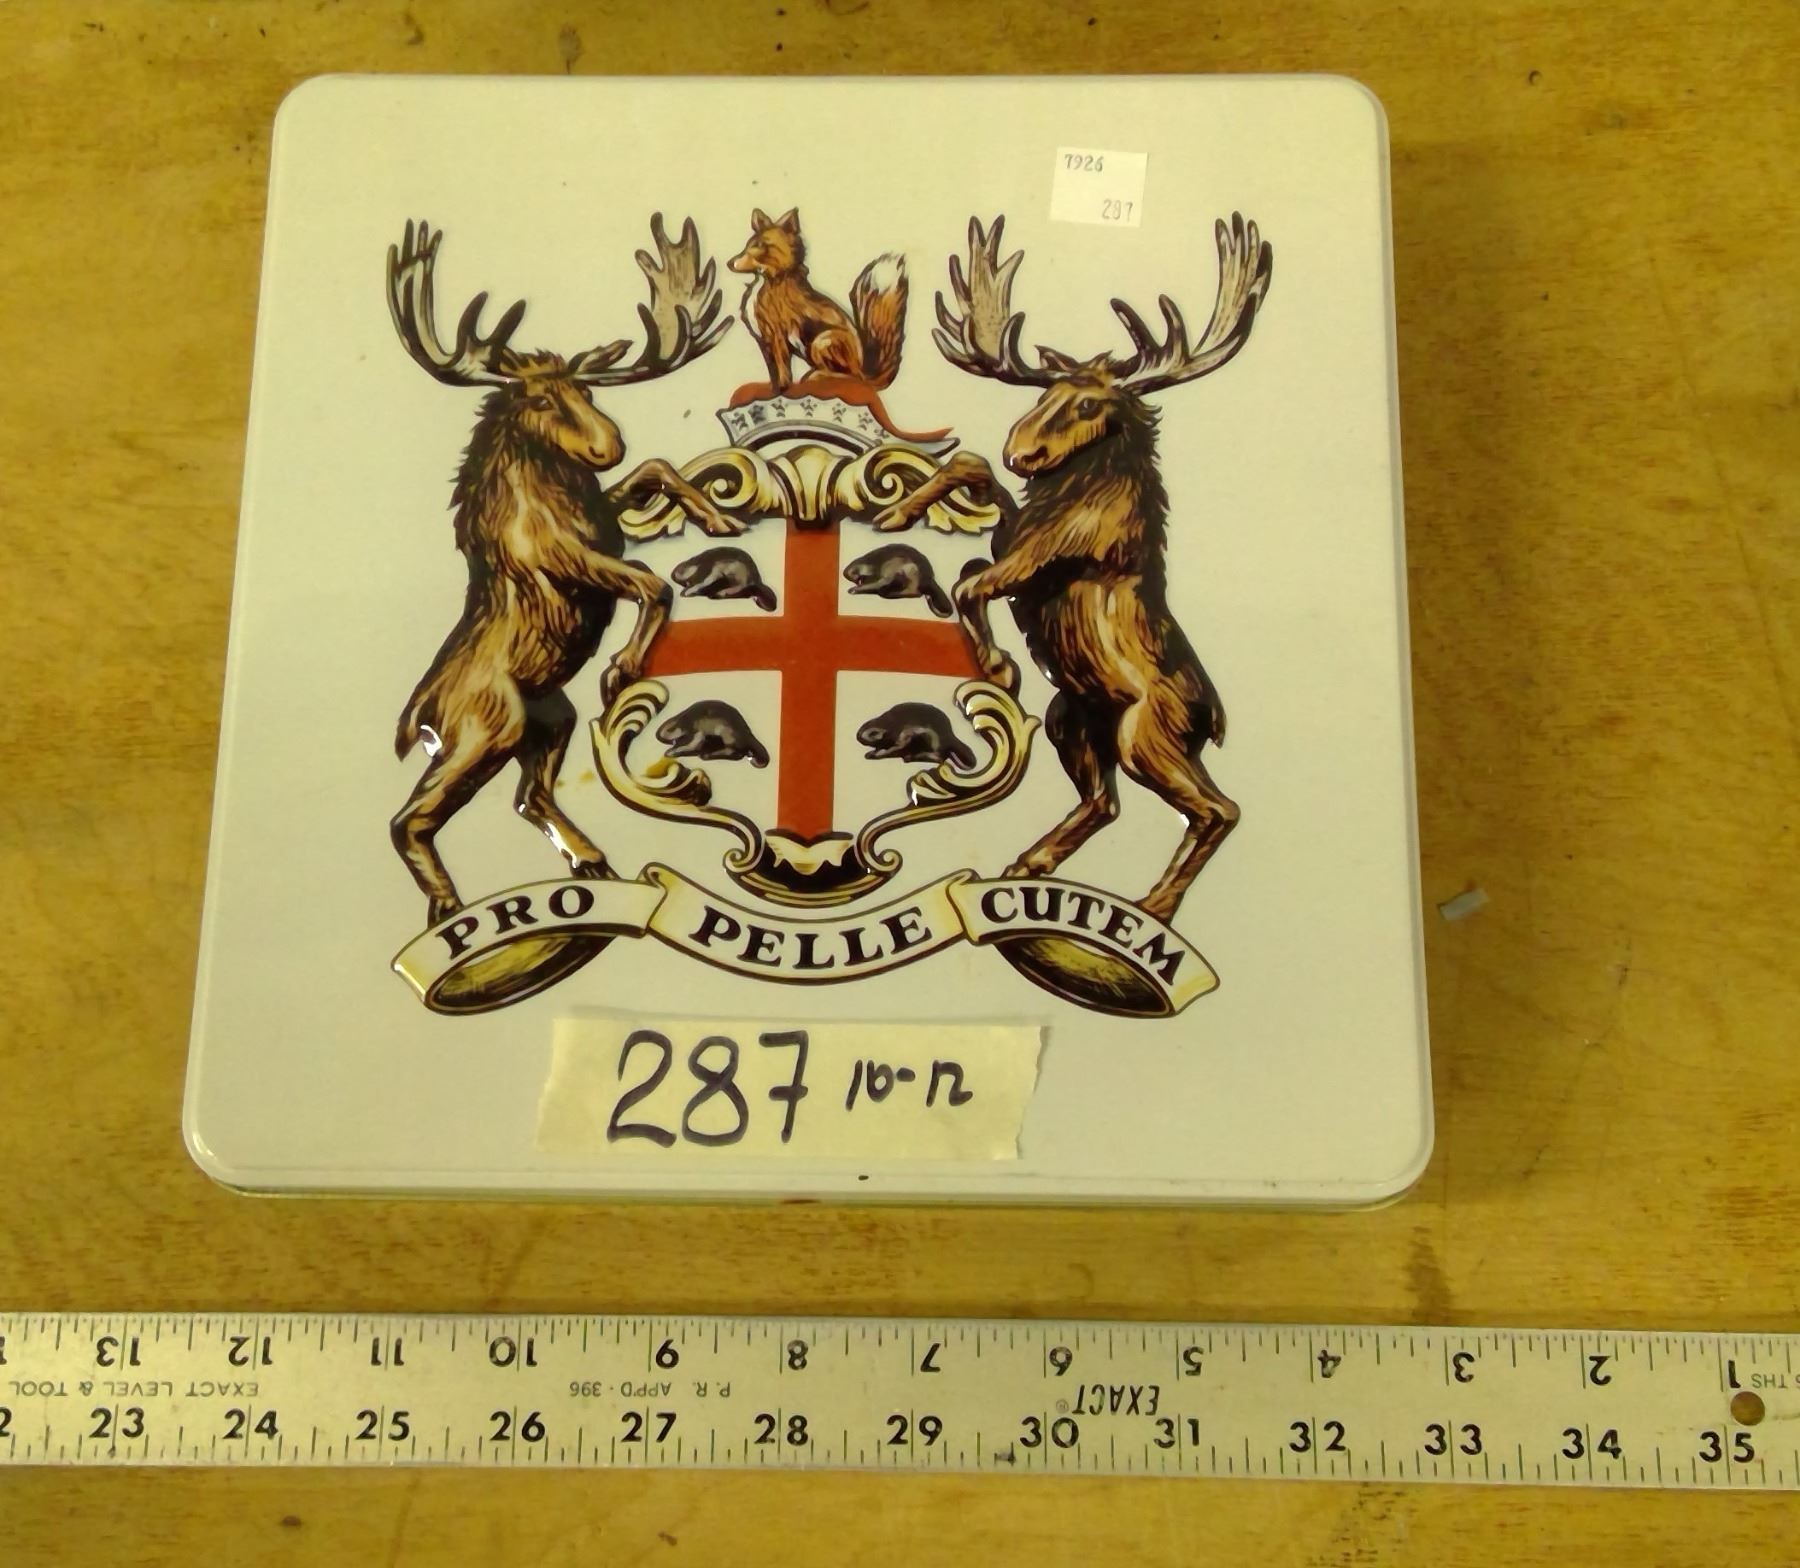 7926
287
PRO PELLE CUTEM
287 10-12
13 12 11 10 9 8 7 6 5 4 3 2 1
EXACT LEVEL & TOOL P. R. APP'D · 396 EXACT® THS
23 24 25 26 27 28 29 30 31 32 33 34 35